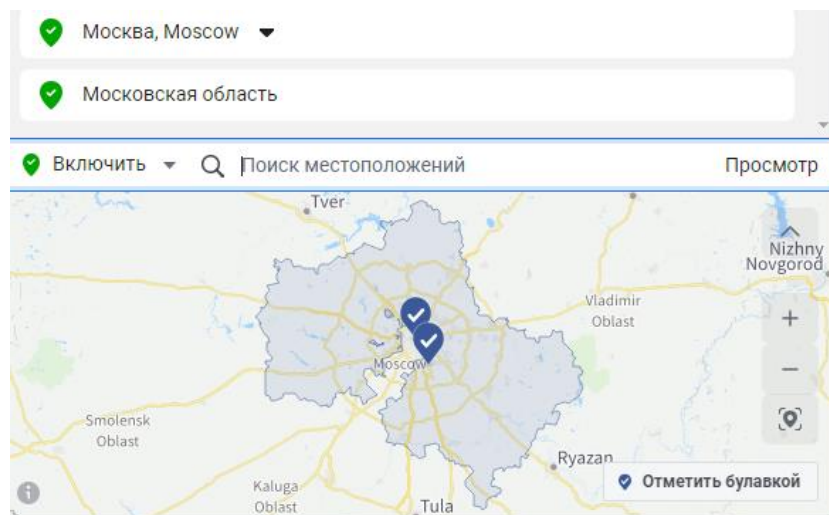 Москва, Moscow
Московская область
Включить
Поиск местоположений
Просмотр
Tver
Nizhny
Novgorod
Vladimir
Oblast
Moscow
Smolensk
Oblast
Ryazan
Отметить булавкой
Kaluga
Oblast
Tula